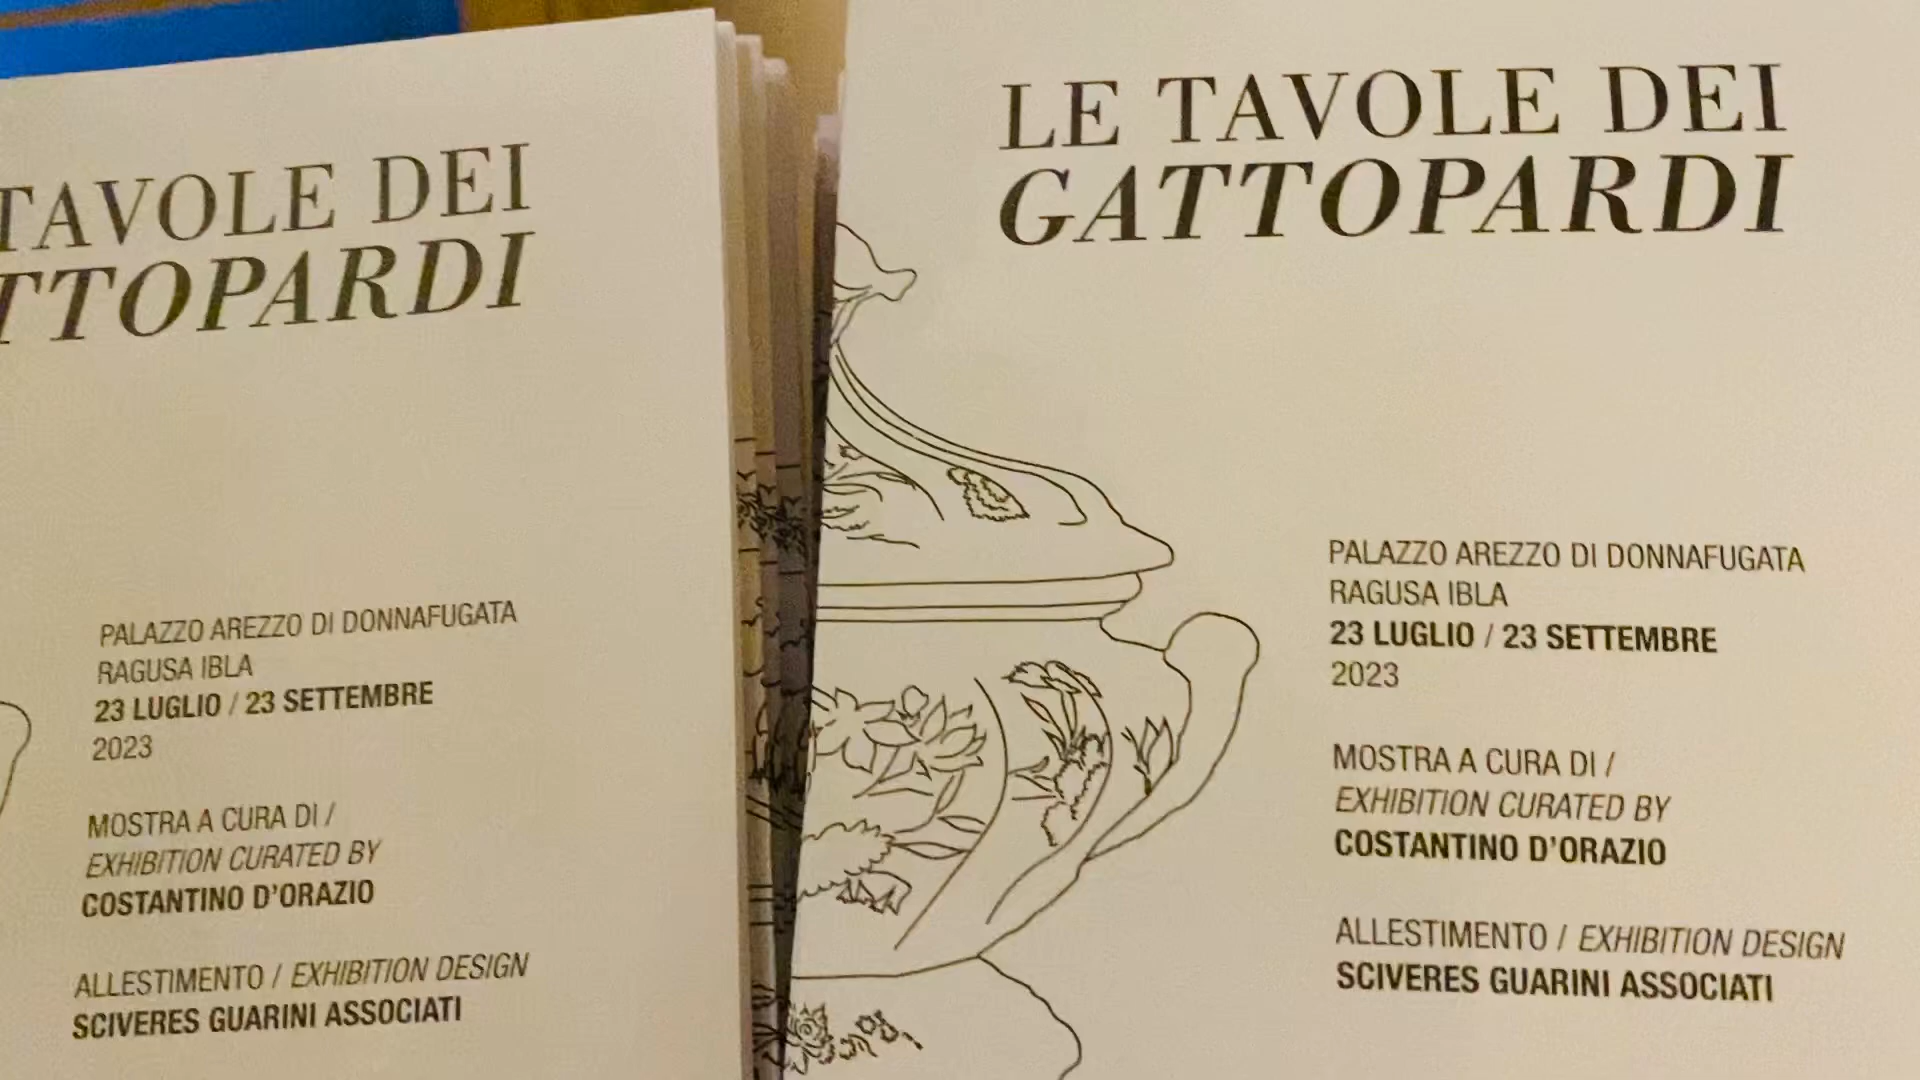 TAVOLE DEI
TTOPARDI
PALAZZO AREZZO DI DONNAFUGATA
RAGUSA IBLA
23 LUGLIO / 23 SETTEMBRE
2023
MOSTRA A CURA DI /
EXHIBITION CURATED BY
COSTANTINO D'ORAZIO
ALLESTIMENTO / EXHIBITION DESIGN
SCIVERES GUARINI ASSOCIATI
LE TAVOLE DEI
GATTOPARDI
PALAZZO AREZZO DI DONNAFUGATA
RAGUSA IBLA
23 LUGLIO / 23 SETTEMBRE
2023
MOSTRA A CURA DI /
EXHIBITION CURATED BY
COSTANTINO D'ORAZIO
ALLESTIMENTO / EXHIBITION DESIGN
SCIVERES GUARINI ASSOCIATI